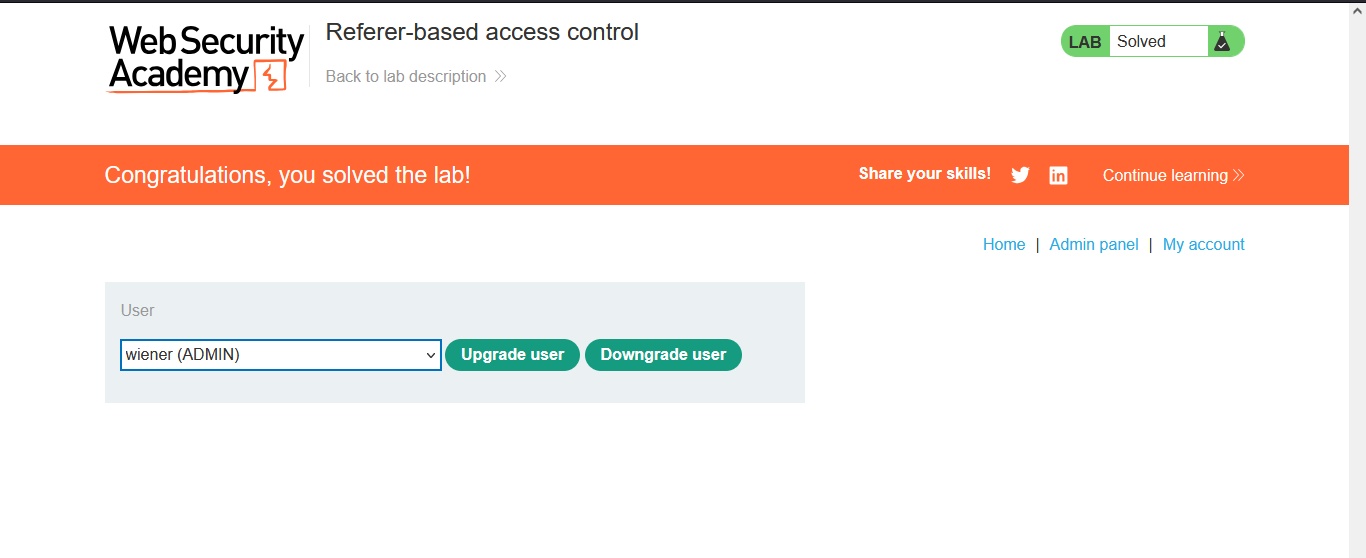 Web Security
Academy
Referer-based access control
Back to lab description
LAB Solved
Congratulations, you solved the lab!
Share your skills!
Continue learning
Home | Admin panel | My account
User
wiener (ADMIN)
Upgrade user
Downgrade user